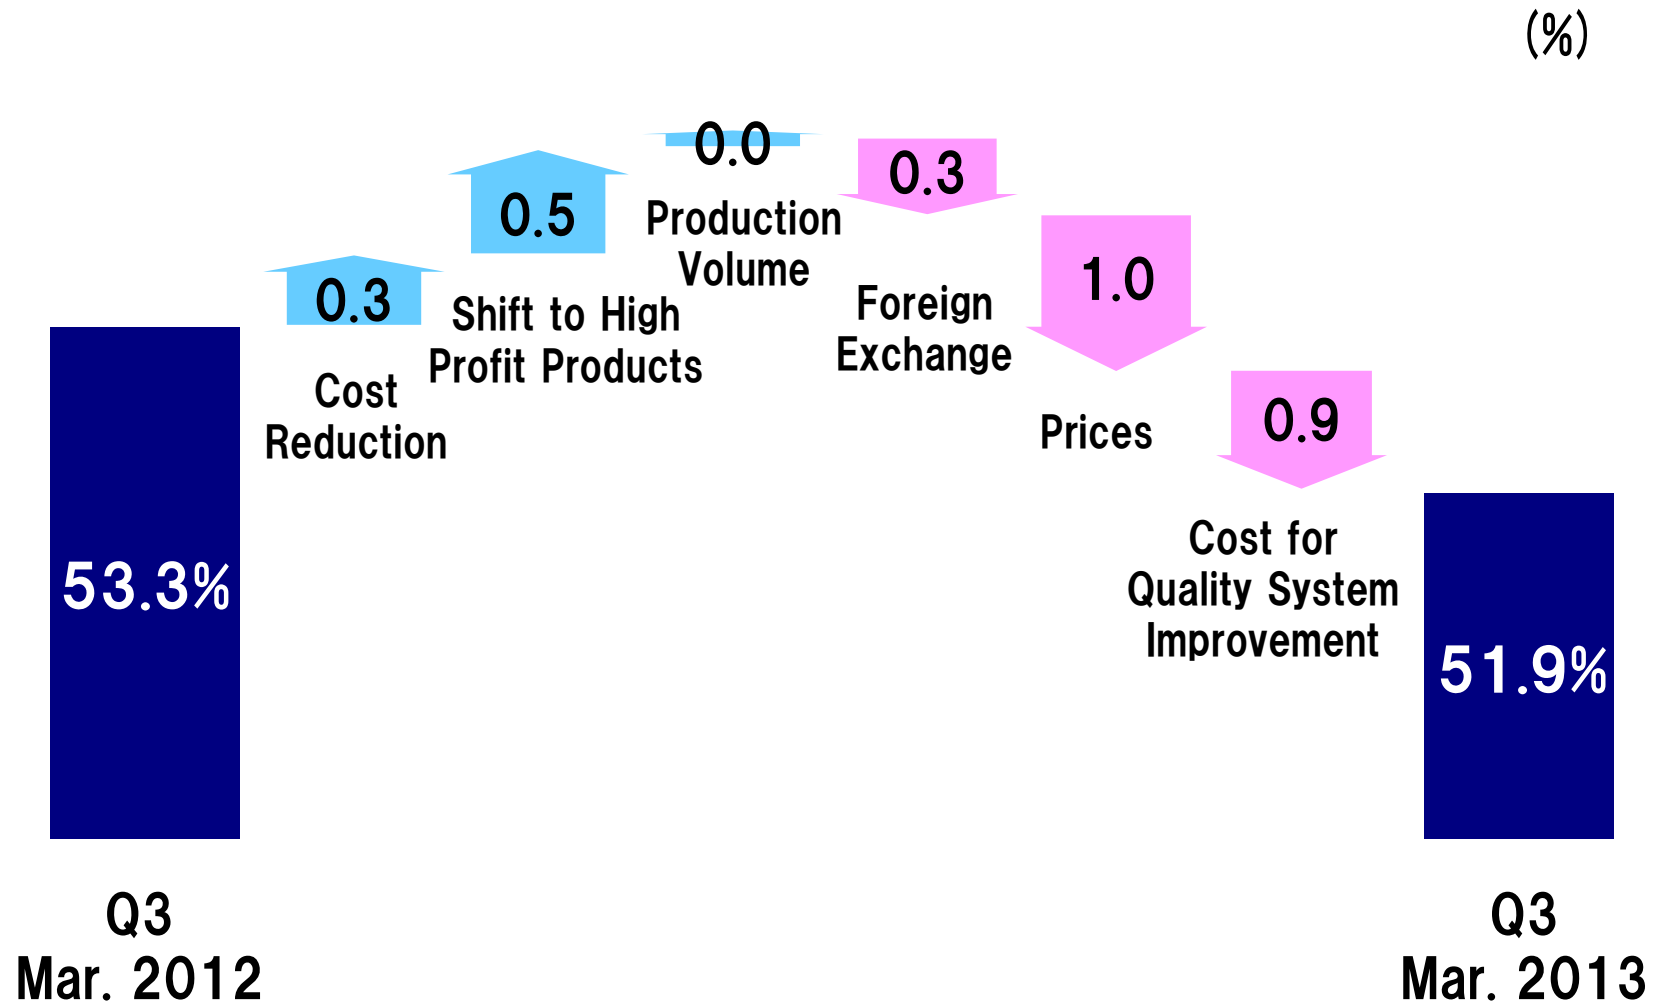 (%)
0.0
0.3
0.5
0.3
Production
Volume
1.0
Foreign
Exchange
Shift to High
Profit Products
Cost
Reduction
Prices
0.9
Cost for
Quality System
Improvement
53.3%
51.9%
Q3
Mar. 2012
Q3
Mar. 2013